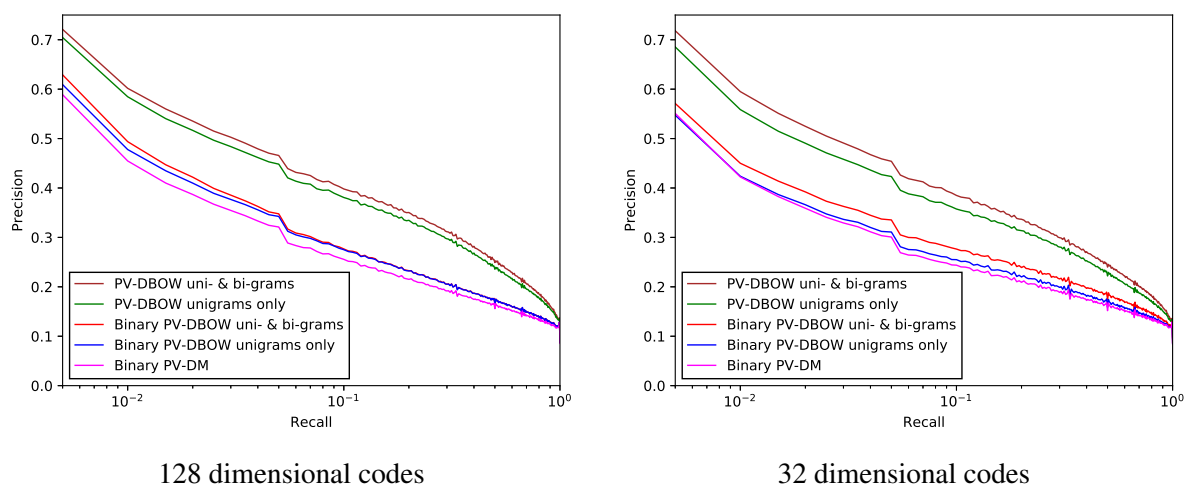 0.7
0.6
0.5
0.4
0.3
0.2
0.1
0.0
Precision
PV-DBOW uni- & bi-grams
PV-DBOW unigrams only
Binary PV-DBOW uni- & bi-grams
Binary PV-DBOW unigrams only
Binary PV-DM
10⁻² 10⁻¹ 10⁰
Recall
128 dimensional codes
0.7
0.6
0.5
0.4
0.3
0.2
0.1
0.0
Precision
PV-DBOW uni- & bi-grams
PV-DBOW unigrams only
Binary PV-DBOW uni- & bi-grams
Binary PV-DBOW unigrams only
Binary PV-DM
10⁻² 10⁻¹ 10⁰
Recall
32 dimensional codes